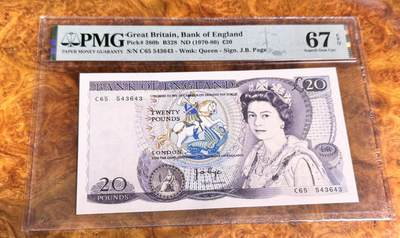 PMG
PAPER MONEY GUARANTY
Great Britain, Bank of England
Pick# 380b B328 ND (1970-80) £20
S/N C65 543643 - Wmk: Queen - Sign. J.B. Page
67 EPQ
Superb Gem Unc
BANK OF ENGLAND
£20
C65 543643
TWENTY
POUNDS
LONDON
20
POUNDS
C65 543643